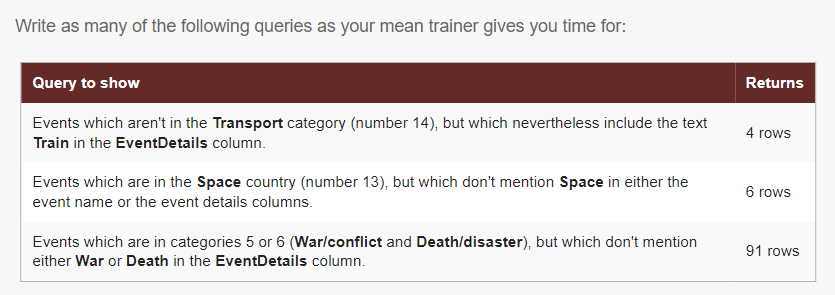 Write as many of the following queries as your mean trainer gives you time for:
Query to show
Returns
Events which aren't in the Transport category (number 14), but which nevertheless include the text
Train in the EventDetails column.
4 rows
Events which are in the Space country (number 13), but which don't mention Space in either the
event name or the event details columns.
6 rows
Events which are in categories 5 or 6 (War/conflict and Death/disaster), but which don't mention
either War or Death in the EventDetails column.
91 rows